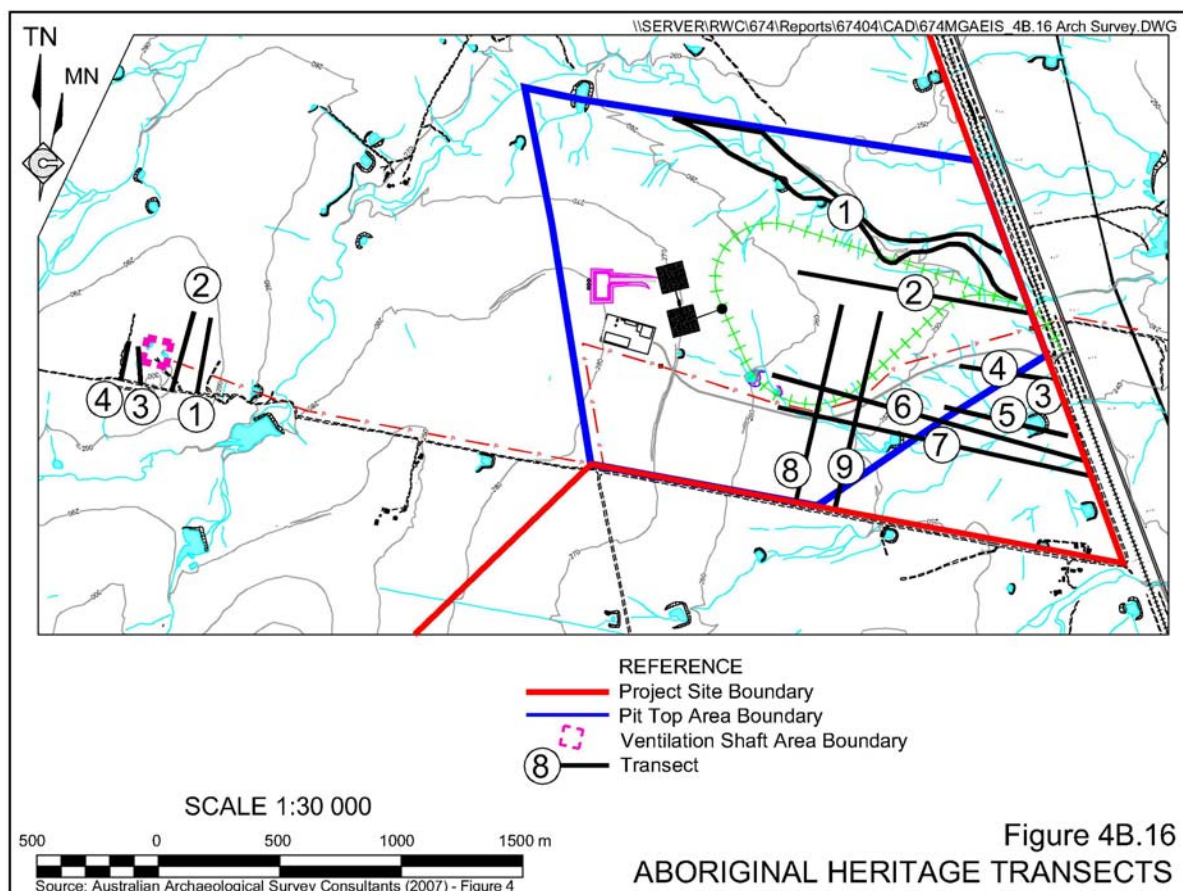 \\SERVER\RWC\674\Reports\67404\CAD\674MGAEIS_4B.16 Arch Survey.DWG
TN
MN
1
2
2
4
3
1
4
3
5
6
7
8
9
REFERENCE
Project Site Boundary
Pit Top Area Boundary
Ventilation Shaft Area Boundary
8 Transect
SCALE 1:30 000
500 0 500 1000 1500 m
Source: Australian Archaeological Survey Consultants (2007) - Figure 4
Figure 4B.16
ABORIGINAL HERITAGE TRANSECTS